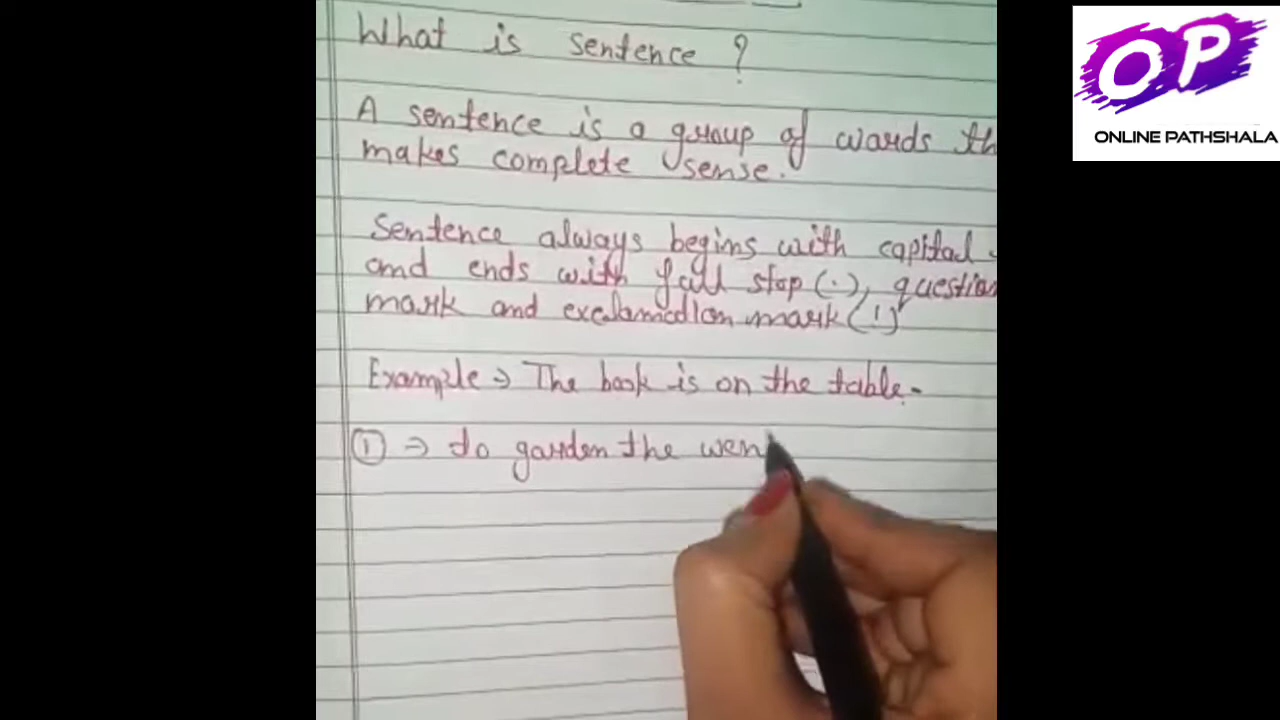 What is sentence ?
A sentence is a group of words th
makes complete sense.
Sentence always begins with capital
and ends with full stop (.), question
mark and exclamation mark (!)
Example ⇒ The book is on the table.
① ⇒ to garden the wen
OP
ONLINE PATHSHALA